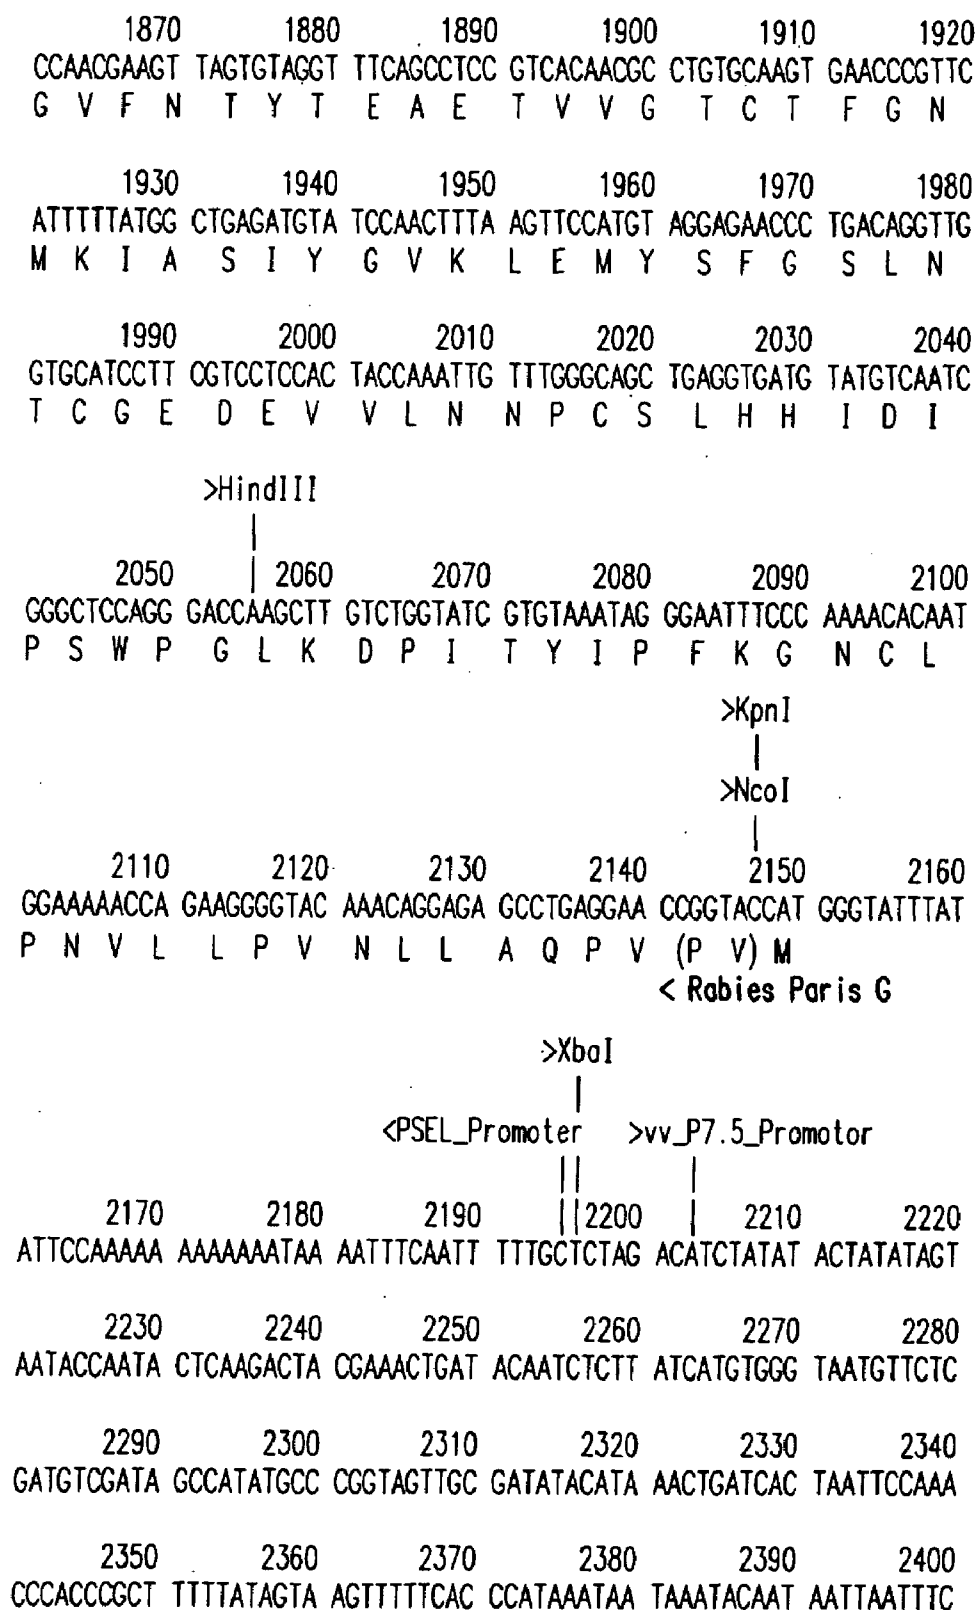 1870 1880 1890 1900 1910 1920
CCAACGAAGT TAGTGTAGGT TTCAGCCTCC GTCACAACGC CTGTGCAAGT GAACCCGTTC
G V F N T Y T E A E T V V G T C T F G N
1930 1940 1950 1960 1970 1980
ATTTTTATGG CTGAGATGTA TCCAACTTTA AGTTCCATGT AGGAGAACCC TGACAGGTTG
M K I A S I Y G V K L E M Y S F G S L N
1990 2000 2010 2020 2030 2040
GTGCATCCTT CGTCCTCCAC TACCAAATTG TTTGGGCAGC TGAGGTGATG TATGTCAATC
T C G E D E V V L N N P C S L H H I D I
>HindIII
2050 2060 2070 2080 2090 2100
GGGCTCCAGG GACCAAGCTT GTCTGGTATC GTGTAAATAG GGAATTTCCC AAAACACAAT
P S W P G L K D P I T Y I P F K G N C L
>KpnI
>NcoI
2110 2120 2130 2140 2150 2160
GGAAAAACCA GAAGGGGTAC AAACAGGAGA GCCTGAGGAA CCGGTACCAT GGGTATTTAT
P N V L L P V N L L A Q P V (P V) M
< Rabies Paris G
>XbaI
<PSEL_Promoter >vv_P7.5_Promotor
2170 2180 2190 2200 2210 2220
ATTCCAAAAA AAAAAAATAA AATTTCAATT TTTGCTCTAG ACATCTATAT ACTATATAGT
2230 2240 2250 2260 2270 2280
AATACCAATA CTCAAGACTA CGAAACTGAT ACAATCTCTT ATCATGTGGG TAATGTTCTC
2290 2300 2310 2320 2330 2340
GATGTCGATA GCCATATGCC CGGTAGTTGC GATATACATA AACTGATCAC TAATTCCAAA
2350 2360 2370 2380 2390 2400
CCCACCCGCT TTTTATAGTA AGTTTTTCAC CCATAAATAA TAAATACAAT AATTAATTTC